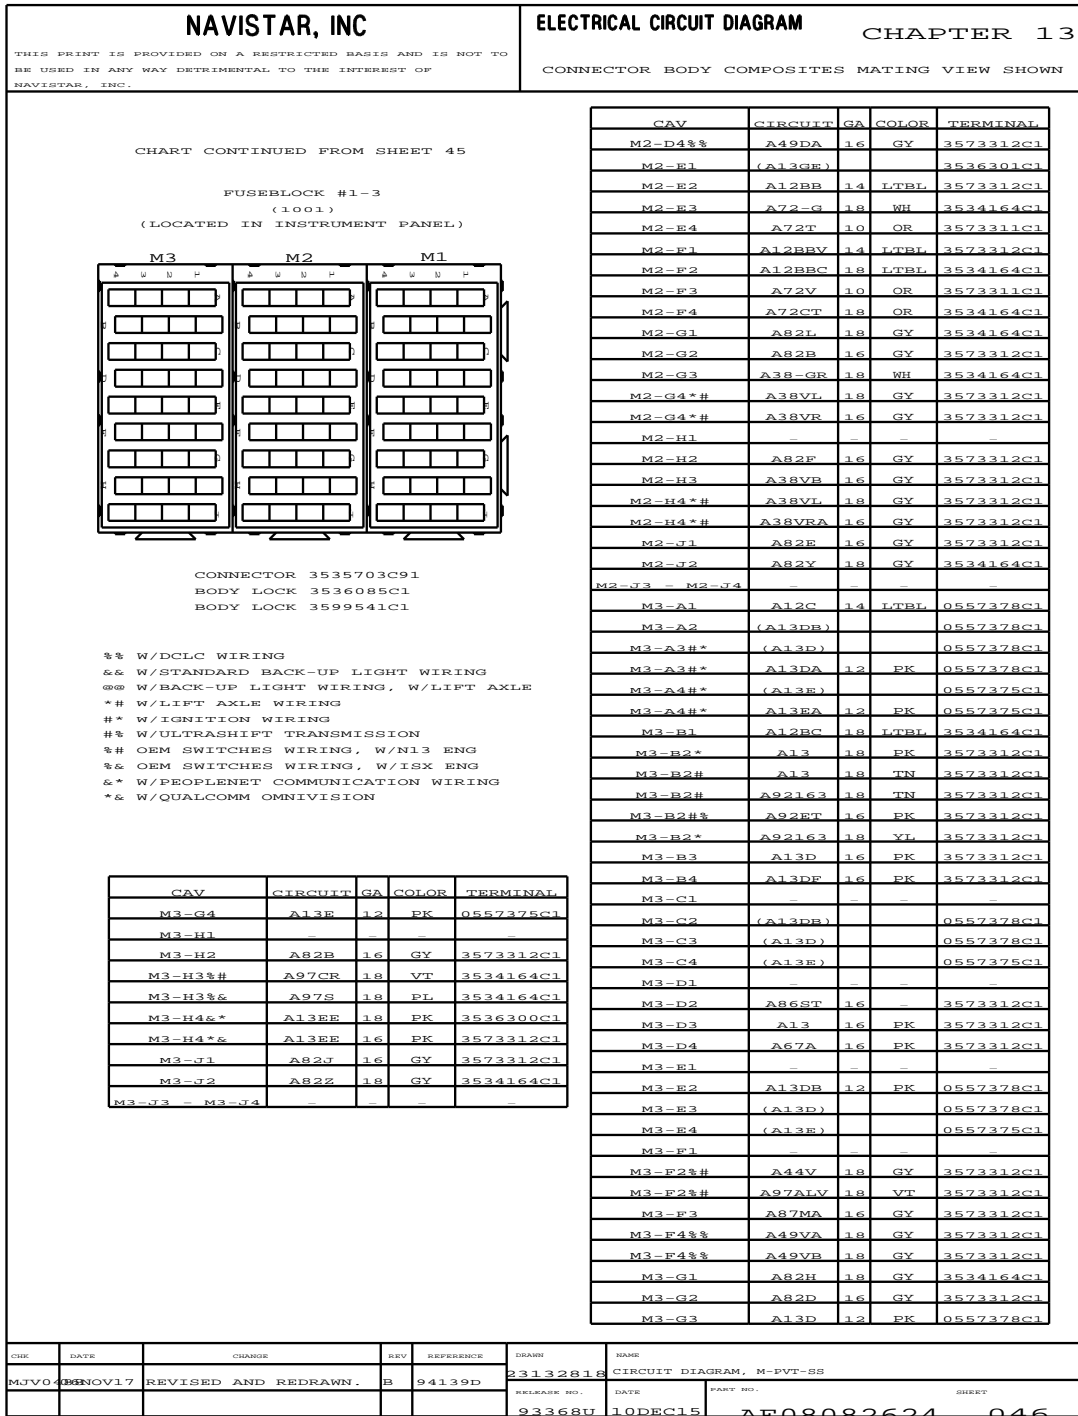 NAVISTAR, INC
THIS PRINT IS PROVIDED ON A RESTRICTED BASIS AND IS NOT TO
BE USED IN ANY WAY DETRIMENTAL TO THE INTEREST OF
NAVISTAR, INC.
ELECTRICAL CIRCUIT DIAGRAM
CHAPTER 13
CONNECTOR BODY COMPOSITES MATING VIEW SHOWN
CHART CONTINUED FROM SHEET 45
FUSEBLOCK #1-3
(1001)
(LOCATED IN INSTRUMENT PANEL)
M3 M2 M1
4 3 2 1 4 3 2 1 4 3 2 1
CONNECTOR 3535703C91
BODY LOCK 3536085C1
BODY LOCK 3599541C1
%% W/DCLC WIRING
&& W/STANDARD BACK-UP LIGHT WIRING
@@ W/BACK-UP LIGHT WIRING, W/LIFT AXLE
*# W/LIFT AXLE WIRING
#* W/IGNITION WIRING
#% W/ULTRASHIFT TRANSMISSION
%# OEM SWITCHES WIRING, W/N13 ENG
%& OEM SWITCHES WIRING, W/ISX ENG
&* W/PEOPLENET COMMUNICATION WIRING
*& W/QUALCOMM OMNIVISION
CAV CIRCUIT GA COLOR TERMINAL
M3-G4 A13E 12 PK 0557375C1
M3-H1 – – – –
M3-H2 A82B 16 GY 3573312C1
M3-H3%# A97CR 18 VT 3534164C1
M3-H3%& A97S 18 PL 3534164C1
M3-H4&* A13EE 18 PK 3536300C1
M3-H4*& A13EE 16 PK 3573312C1
M3-J1 A82J 16 GY 3573312C1
M3-J2 A82Z 18 GY 3534164C1
M3-J3 - M3-J4 – – – –
CAV CIRCUIT GA COLOR TERMINAL
M2-D4%% A49DA 16 GY 3573312C1
M2-E1 (A13GE) 3536301C1
M2-E2 A12BB 14 LTBL 3573312C1
M2-E3 A72-G 18 WH 3534164C1
M2-E4 A72T 10 OR 3573311C1
M2-F1 A12BBV 14 LTBL 3573312C1
M2-F2 A12BBC 18 LTBL 3534164C1
M2-F3 A72V 10 OR 3573311C1
M2-F4 A72CT 18 OR 3534164C1
M2-G1 A82L 18 GY 3534164C1
M2-G2 A82B 16 GY 3573312C1
M2-G3 A38-GR 18 WH 3534164C1
M2-G4*# A38VL 18 GY 3573312C1
M2-G4*# A38VR 16 GY 3573312C1
M2-H1 – – – –
M2-H2 A82F 16 GY 3573312C1
M2-H3 A38VB 16 GY 3573312C1
M2-H4*# A38VL 18 GY 3573312C1
M2-H4*# A38VRA 16 GY 3573312C1
M2-J1 A82E 16 GY 3573312C1
M2-J2 A82Y 18 GY 3534164C1
M2-J3 - M2-J4 – – – –
M3-A1 A12C 14 LTBL 0557378C1
M3-A2 (A13DB) 0557378C1
M3-A3#* (A13D) 0557378C1
M3-A3#* A13DA 12 PK 0557378C1
M3-A4#* (A13E) 0557375C1
M3-A4#* A13EA 12 PK 0557375C1
M3-B1 A12BC 18 LTBL 3534164C1
M3-B2* A13 18 PK 3573312C1
M3-B2# A13 18 TN 3573312C1
M3-B2# A92163 18 TN 3573312C1
M3-B2#% A92ET 16 PK 3573312C1
M3-B2* A92163 18 YL 3573312C1
M3-B3 A13D 16 PK 3573312C1
M3-B4 A13DF 16 PK 3573312C1
M3-C1 – – – –
M3-C2 (A13DB) 0557378C1
M3-C3 (A13D) 0557378C1
M3-C4 (A13E) 0557375C1
M3-D1 – – – –
M3-D2 A86ST 16 – 3573312C1
M3-D3 A13 16 PK 3573312C1
M3-D4 A67A 16 PK 3573312C1
M3-E1 – – – –
M3-E2 A13DB 12 PK 0557378C1
M3-E3 (A13D) 0557378C1
M3-E4 (A13E) 0557375C1
M3-F1 – – – –
M3-F2%# A44V 18 GY 3573312C1
M3-F2%# A97ALV 18 VT 3573312C1
M3-F3 A87MA 16 GY 3573312C1
M3-F4%% A49VA 18 GY 3573312C1
M3-F4%% A49VB 18 GY 3573312C1
M3-G1 A82H 18 GY 3534164C1
M3-G2 A82D 16 GY 3573312C1
M3-G3 A13D 12 PK 0557378C1
CHK DATE CHANGE REV REFERENCE
NOV17 REVISED AND REDRAWN. B 94139D
DRAWN
23132818
NAME
CIRCUIT DIAGRAM, M-PVT-SS
RELEASE NO. DATE PART NO. SHEET
93368U 10DEC15 AF08082624 046